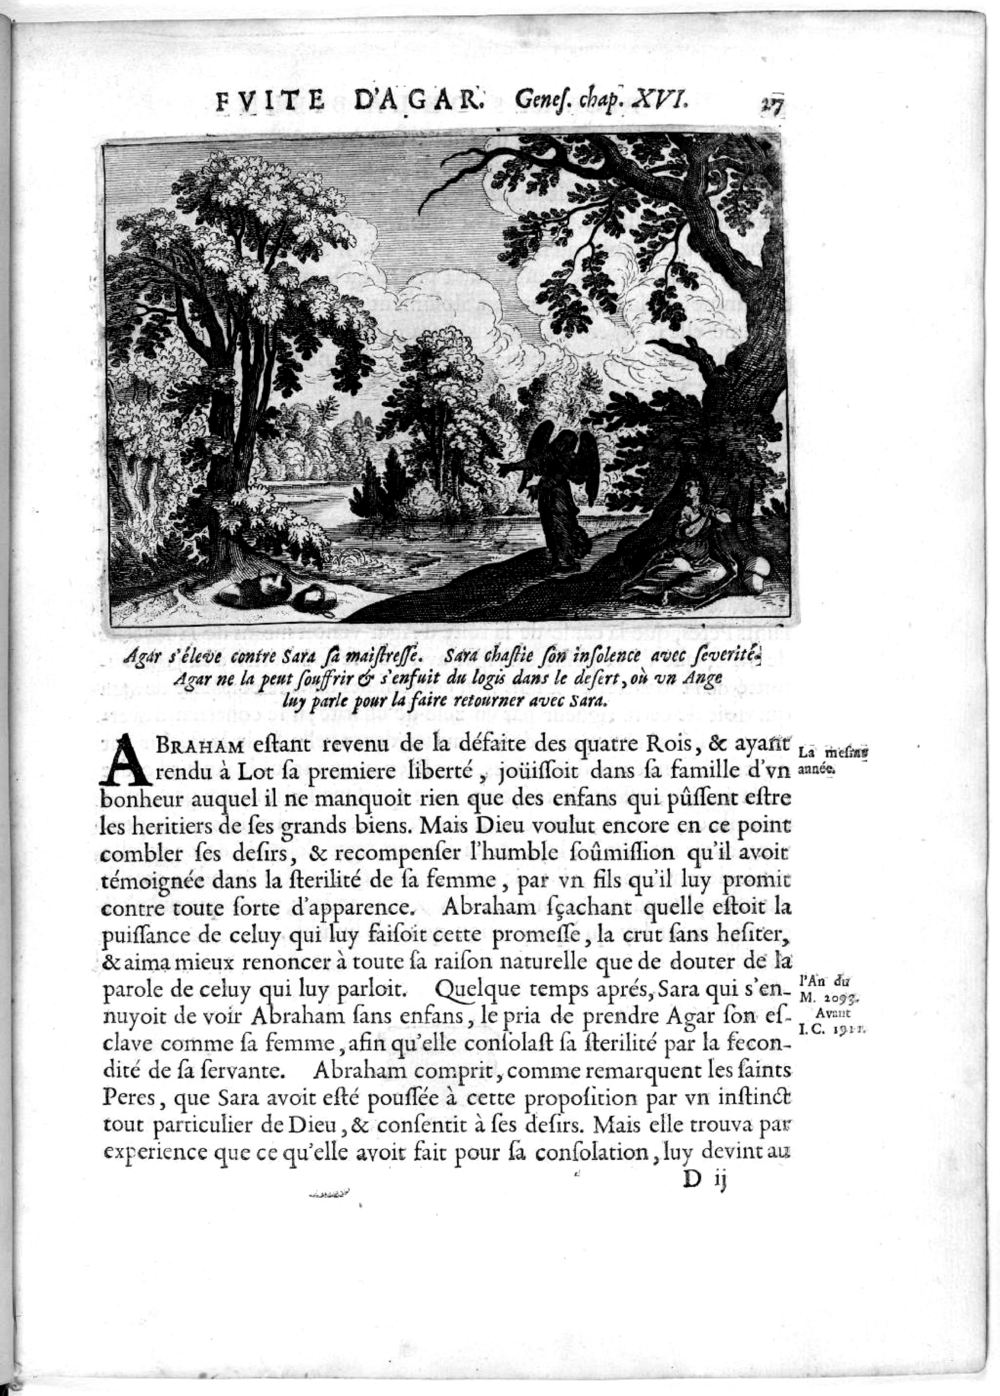 FVITE D'AGAR. Geneſ. chap. XVI. 27
Agar s'éleve contre Sara ſa maiſtreſſe. Sara chaſtie ſon inſolence avec ſeverité.
Agar ne la peut ſouffrir & s'enfuit du logis dans le deſert, où vn Ange
luy parle pour la faire retourner avec Sara.
ABRAHAM eſtant revenu de la défaite des quatre Rois, & ayant
rendu à Lot ſa premiere liberté, joüiſſoit dans ſa famille d'vn
bonheur auquel il ne manquoit rien que des enfans qui pûſſent eſtre
les heritiers de ſes grands biens. Mais Dieu voulut encore en ce point
combler ſes deſirs, & recompenſer l'humble ſoûmiſſion qu'il avoit
témoignée dans la ſterilité de ſa femme, par vn fils qu'il luy promit
contre toute ſorte d'apparence. Abraham ſçachant quelle eſtoit la
puiſſance de celuy qui luy faiſoit cette promeſſe, la crut ſans heſiter,
& aima mieux renoncer à toute ſa raiſon naturelle que de douter de la
parole de celuy qui luy parloit. Quelque temps aprés, Sara qui s'en-
nuyoit de voir Abraham ſans enfans, le pria de prendre Agar ſon eſ-
clave comme ſa femme, afin qu'elle conſolaſt ſa ſterilité par la fecon-
dité de ſa ſervante. Abraham comprit, comme remarquent les ſaints
Peres, que Sara avoit eſté pouſſée à cette propoſition par vn inſtinct
tout particulier de Dieu, & conſentit à ſes deſirs. Mais elle trouva par
experience que ce qu'elle avoit fait pour ſa conſolation, luy devint au
D ij
La meſme
année.
l'An du
M. 2093.
Avant
I. C. 1911.